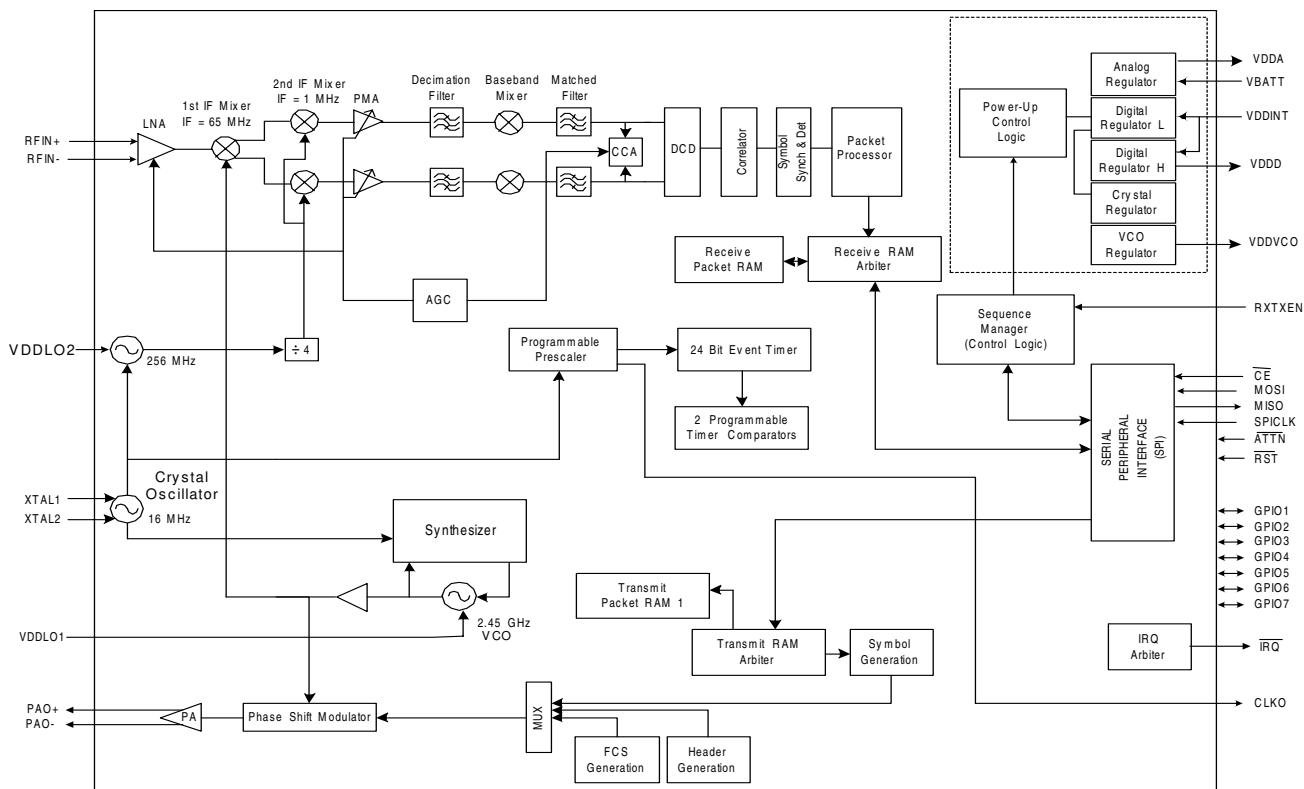 RFIN+
RFIN-
LNA
1st IF Mixer
IF = 65 MHz
2nd IF Mixer
IF = 1 MHz
PMA
Decimation
Filter
Baseband
Mixer
Matched
Filter
CCA
DCD
Correlator
Symbol
Synch & Det
Packet
Processor
Receive
Packet RAM
Receive RAM
Arbiter
AGC
Power-Up
Control
Logic
Analog
Regulator
Digital
Regulator L
Digital
Regulator H
Crystal
Regulator
VCO
Regulator
VDDA
VBATT
VDDINT
VDDD
VDDVCO
RXTXEN
Sequence
Manager
(Control Logic)
VDDLO2
256 MHz
÷ 4
Programmable
Prescaler
24 Bit Event Timer
2 Programmable
Timer Comparators
SERIAL
PERIPHERAL
INTERFACE
(SPI)
CE
MOSI
MISO
SPICLK
ATTN
RST
XTAL1
XTAL2
Crystal
Oscillator
16 MHz
Synthesizer
2.45 GHz
VCO
VDDLO1
GPIO1
GPIO2
GPIO3
GPIO4
GPIO5
GPIO6
GPIO7
Transmit
Packet RAM 1
Transmit RAM
Arbiter
Symbol
Generation
IRQ
Arbiter
IRQ
CLKO
PAO+
PAO-
PA
Phase Shift Modulator
MUX
FCS
Generation
Header
Generation